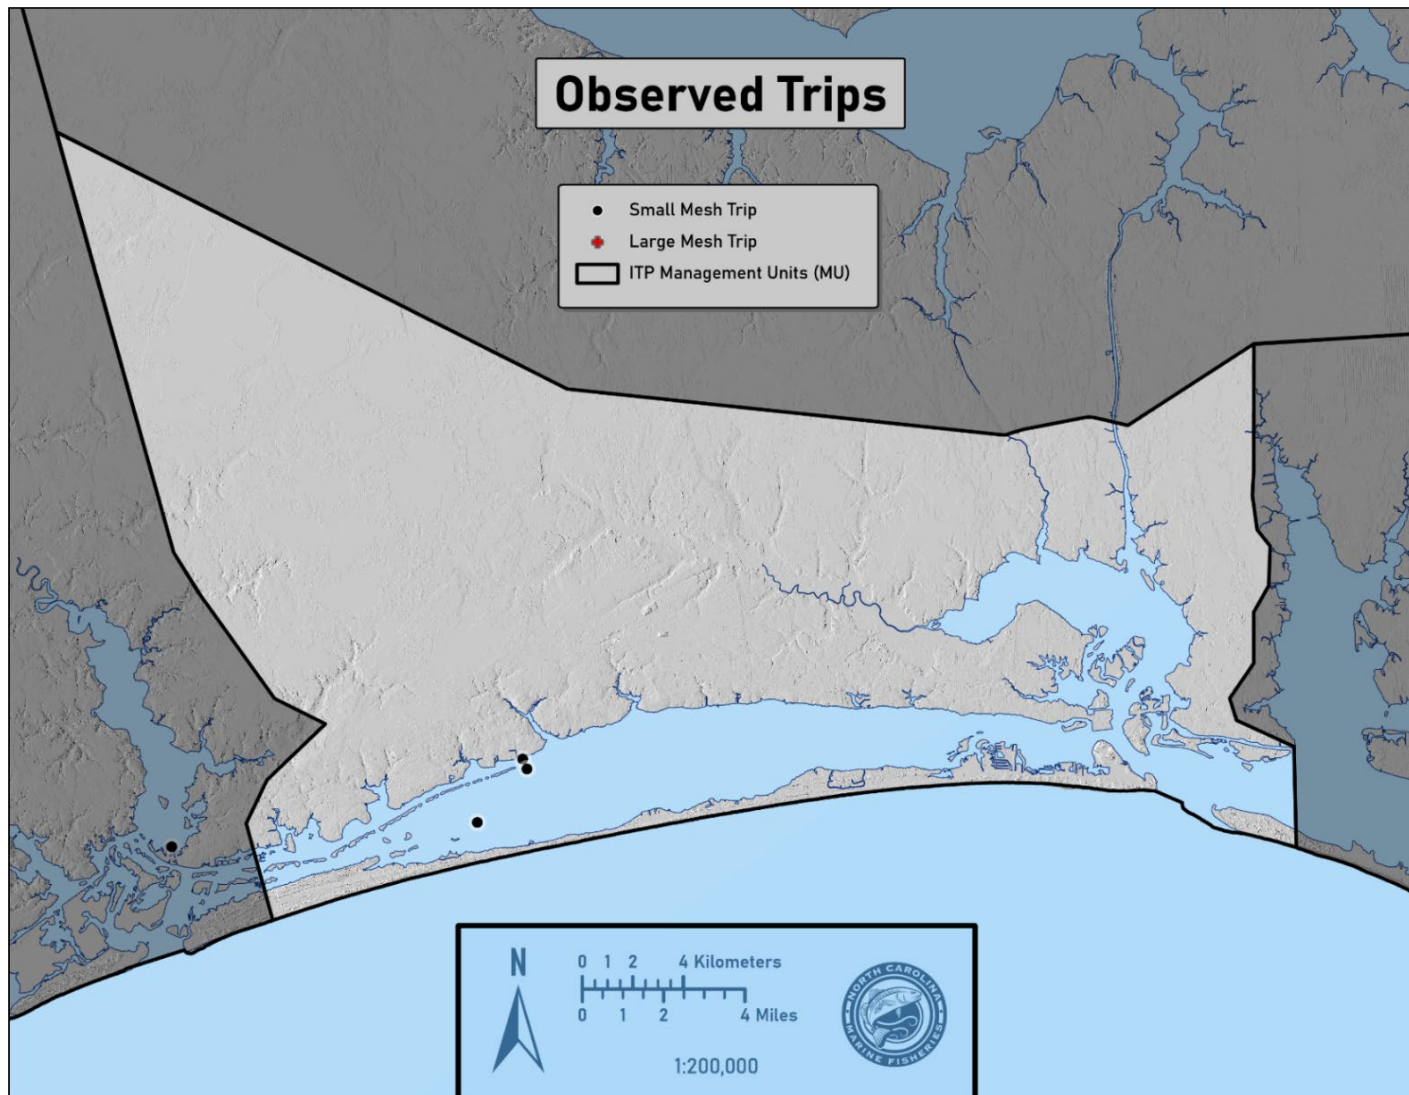 Observed Trips
Small Mesh Trip
Large Mesh Trip
ITP Management Units (MU)
N
0 1 2 4 Kilometers
0 1 2 4 Miles
1:200,000
NORTH CAROLINA
MARINE FISHERIES